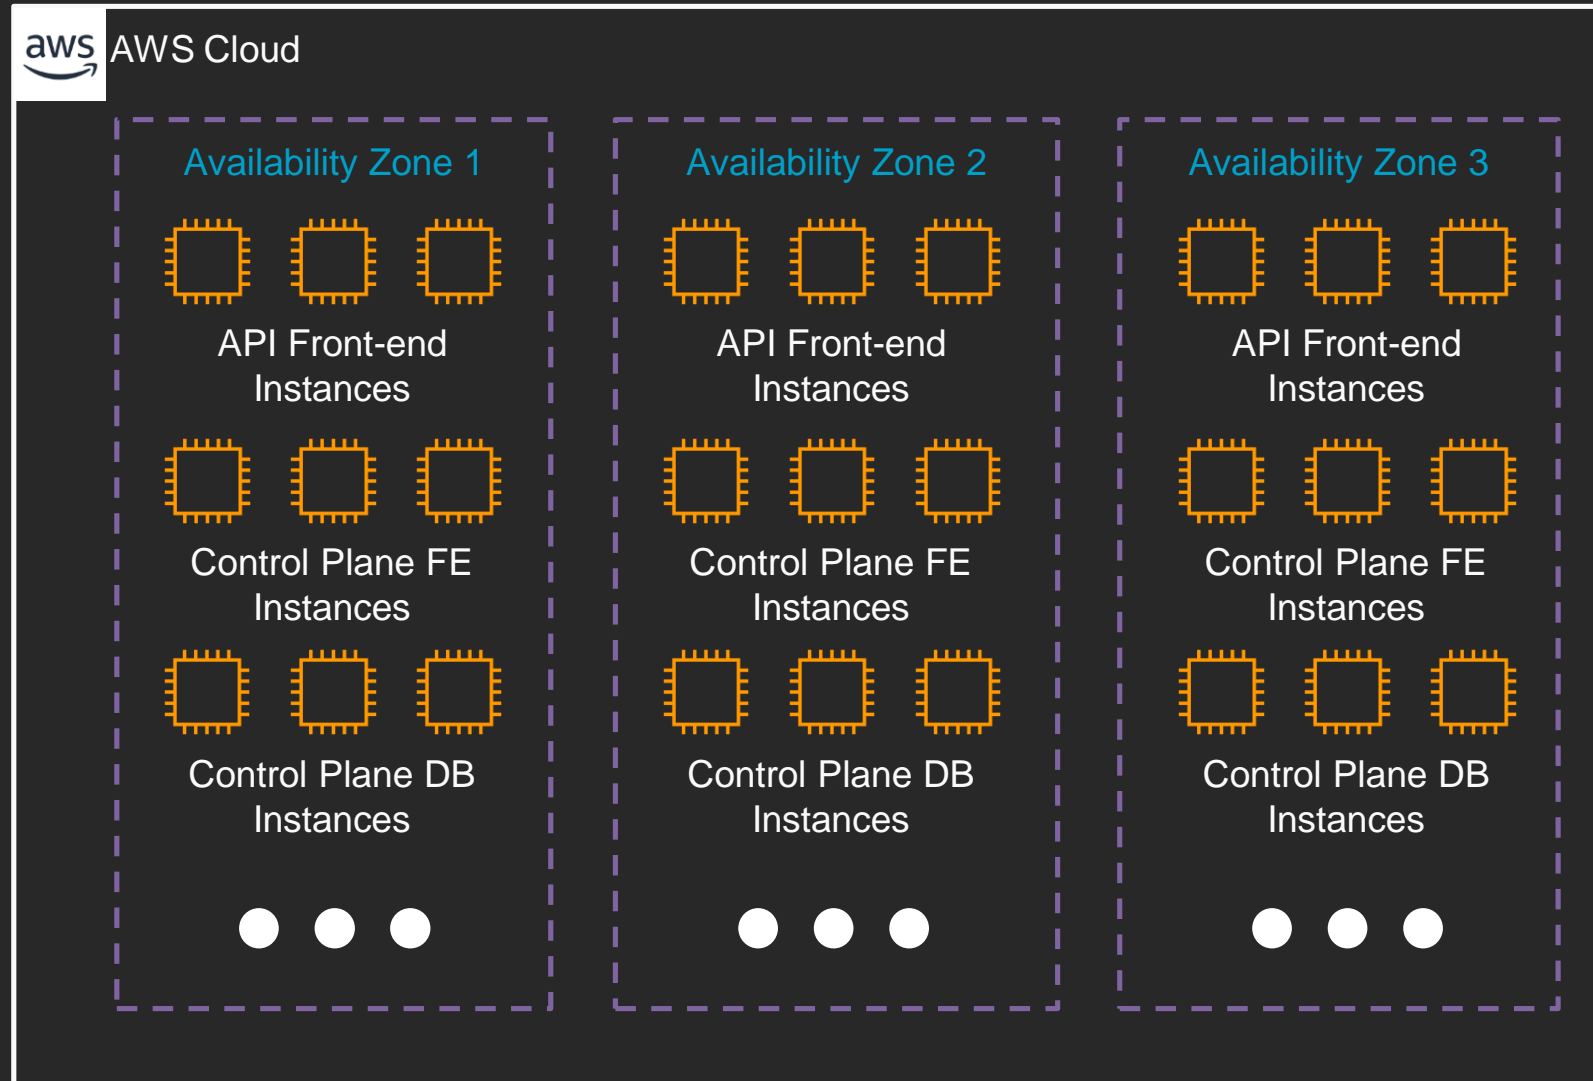 aws AWS Cloud
Availability Zone 1
API Front-end
Instances
Control Plane FE
Instances
Control Plane DB
Instances
Availability Zone 2
API Front-end
Instances
Control Plane FE
Instances
Control Plane DB
Instances
Availability Zone 3
API Front-end
Instances
Control Plane FE
Instances
Control Plane DB
Instances